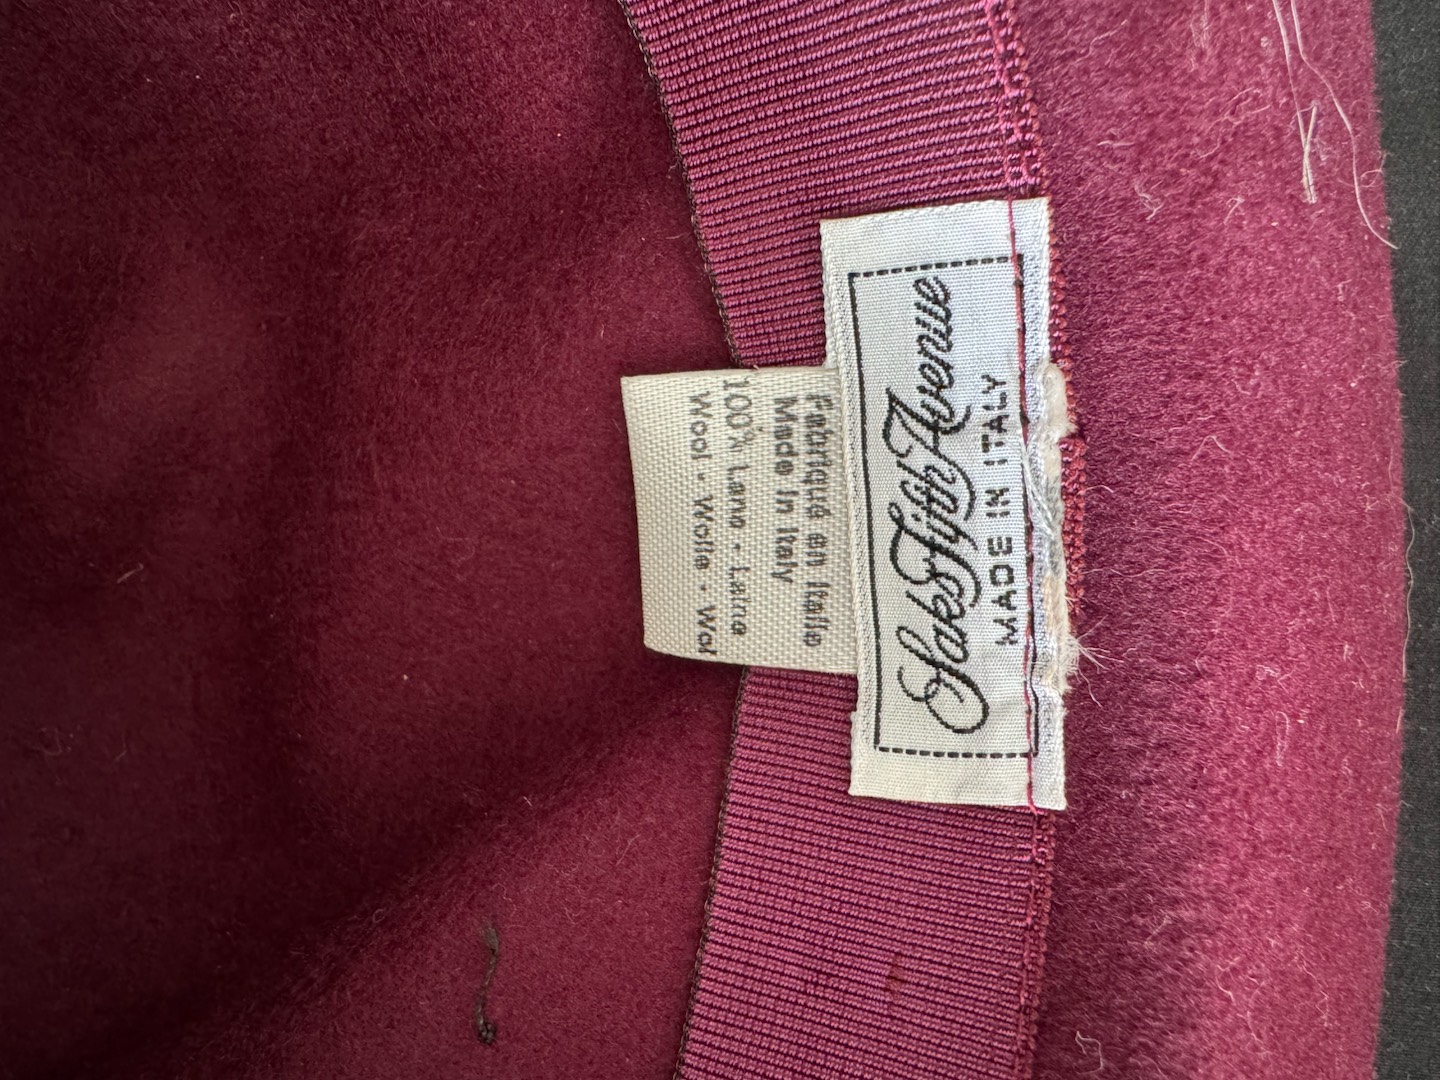 Saks Fifth Avenue
MADE IN ITALY
Fabriqué en Italie
Made In Italy
100% Lana - Laine
Wool - Wolle - Wol